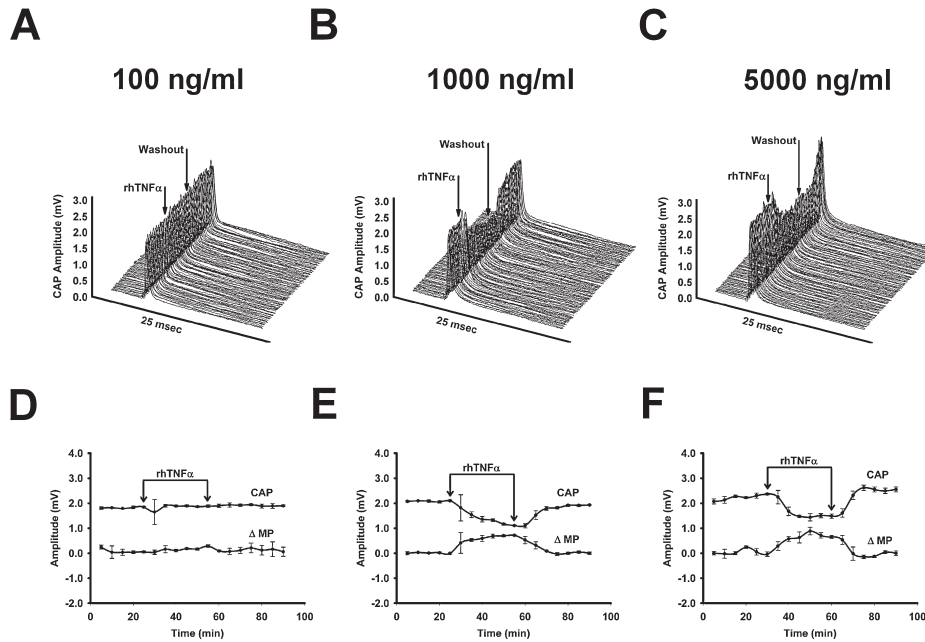 A
B
C
100 ng/ml
1000 ng/ml
5000 ng/ml
Washout
rhTNFα
CAP Amplitude (mV)
3.0
2.5
2.0
1.5
1.0
0.5
0.0
25 msec
Washout
rhTNFα
CAP Amplitude (mV)
3.0
2.5
2.0
1.5
1.0
0.5
0.0
25 msec
Washout
rhTNFα
CAP Amplitude (mV)
3.0
2.5
2.0
1.5
1.0
0.5
0.0
25 msec
D
E
F
4.0
3.0
2.0
1.0
0.0
-1.0
-2.0
Amplitude (mV)
rhTNFα
CAP
Δ MP
0 20 40 60 80 100
Time (min)
4.0
3.0
2.0
1.0
0.0
-1.0
-2.0
Amplitude (mV)
rhTNFα
CAP
Δ MP
0 20 40 60 80 100
Time (min)
4.0
3.0
2.0
1.0
0.0
-1.0
-2.0
Amplitude (mV)
rhTNFα
CAP
Δ MP
0 20 40 60 80 100
Time (min)